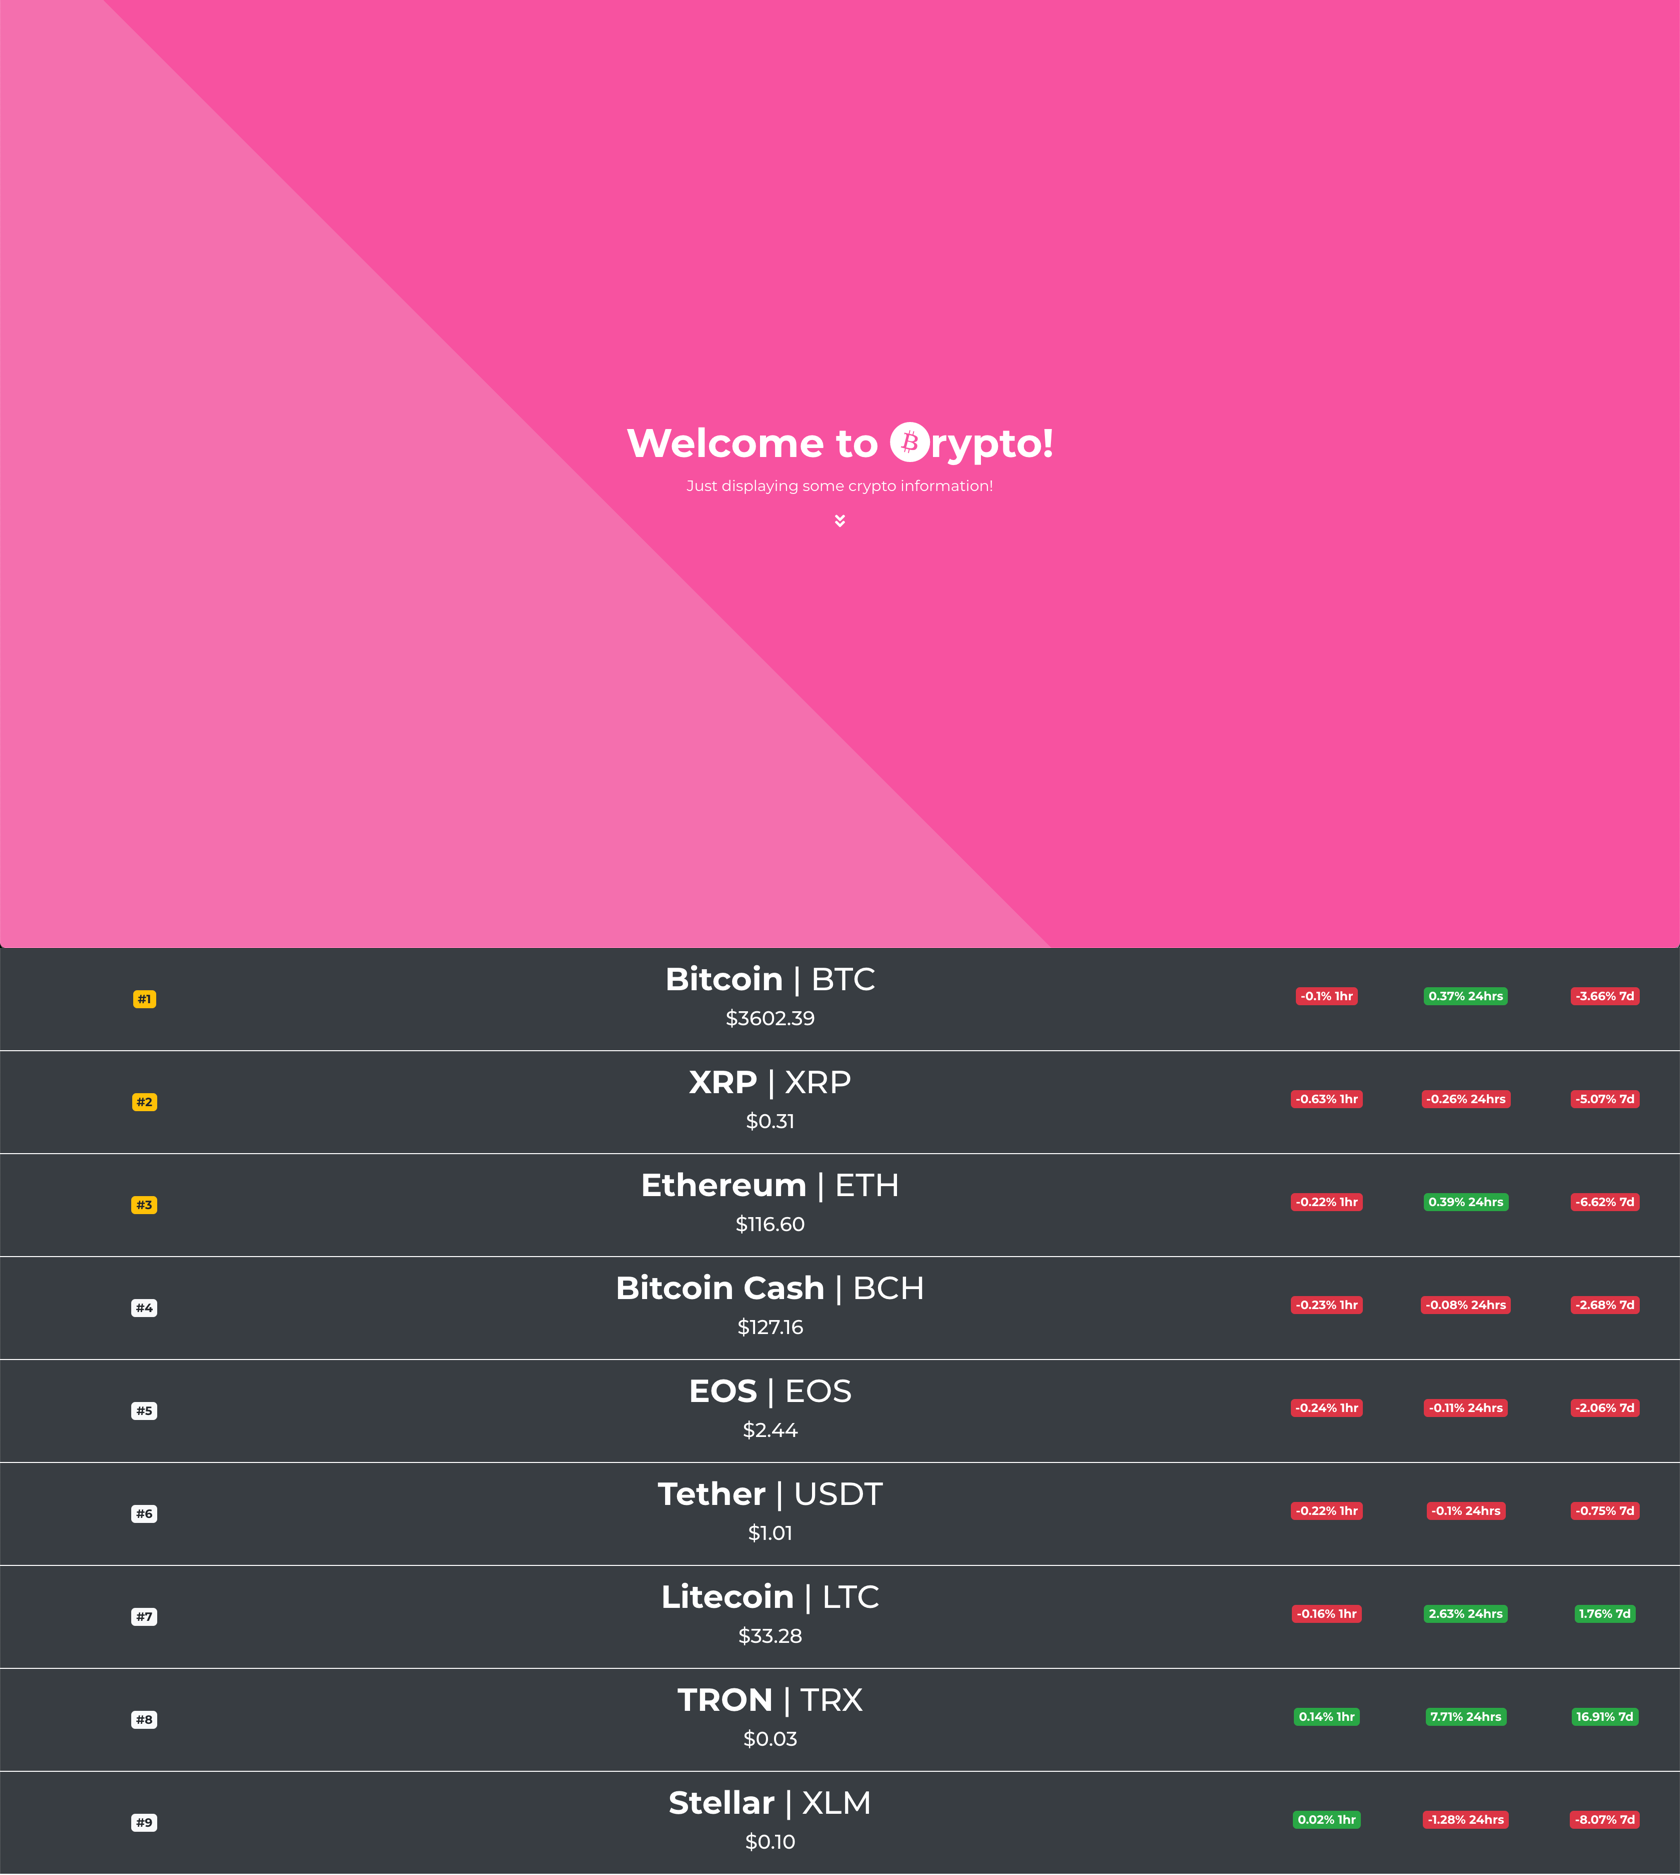 Welcome to ₿rypto!
Just displaying some crypto information!
#1
Bitcoin | BTC
$3602.39
-0.1% 1hr 0.37% 24hrs -3.66% 7d
#2
XRP | XRP
$0.31
-0.63% 1hr -0.26% 24hrs -5.07% 7d
#3
Ethereum | ETH
$116.60
-0.22% 1hr 0.39% 24hrs -6.62% 7d
#4
Bitcoin Cash | BCH
$127.16
-0.23% 1hr -0.08% 24hrs -2.68% 7d
#5
EOS | EOS
$2.44
-0.24% 1hr -0.11% 24hrs -2.06% 7d
#6
Tether | USDT
$1.01
-0.22% 1hr -0.1% 24hrs -0.75% 7d
#7
Litecoin | LTC
$33.28
-0.16% 1hr 2.63% 24hrs 1.76% 7d
#8
TRON | TRX
$0.03
0.14% 1hr 7.71% 24hrs 16.91% 7d
#9
Stellar | XLM
$0.10
0.02% 1hr -1.28% 24hrs -8.07% 7d